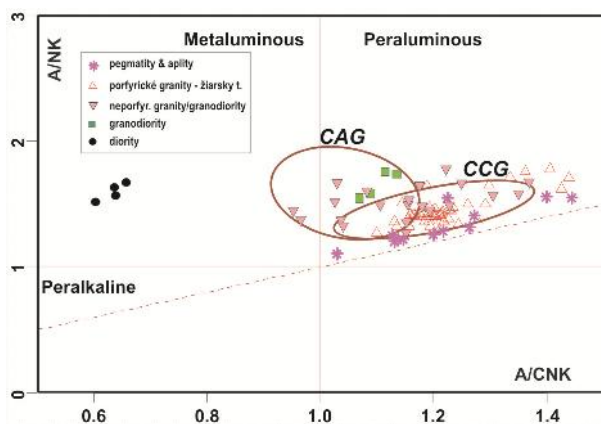 3
A/NK
Metaluminous
Peraluminous
pegmatity & aplity
porfyrické granity - žiarsky t.
neporfyr. granity/granodiority
granodiority
diority
CAG
CCG
2
1
Peralkaline
A/CNK
0
0.6
0.8
1.0
1.2
1.4